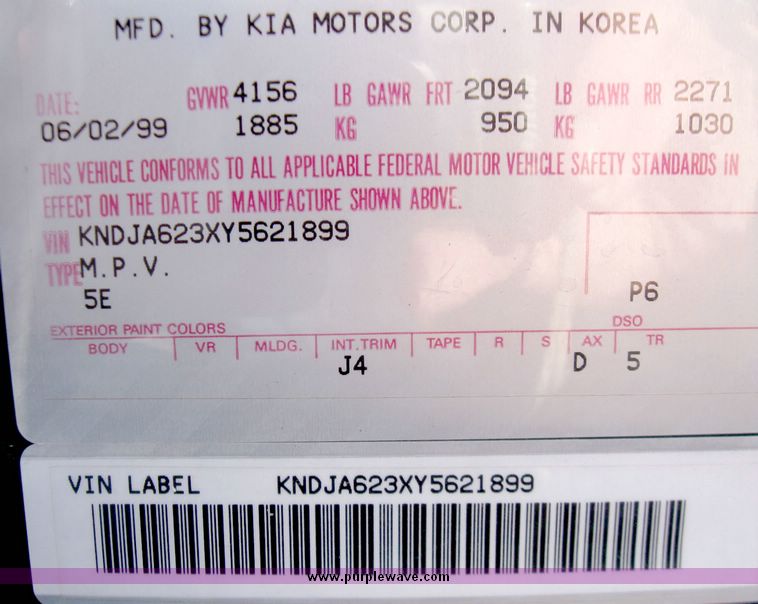 MFD. BY KIA MOTORS CORP. IN KOREA
DATE: GVWR 4156 LB GAWR FRT 2094 LB GAWR RR 2271
06/02/99 1885 KG 950 KG 1030
THIS VEHICLE CONFORMS TO ALL APPLICABLE FEDERAL MOTOR VEHICLE SAFETY STANDARDS IN
EFFECT ON THE DATE OF MANUFACTURE SHOWN ABOVE.
VIN KNDJA623XY5621899
TYPE M.P.V.
5E P6
EXTERIOR PAINT COLORS DSO
BODY VR MLDG. INT.TRIM TAPE R S AX TR
J4 D 5
VIN LABEL KNDJA623XY5621899
www.purplewave.com